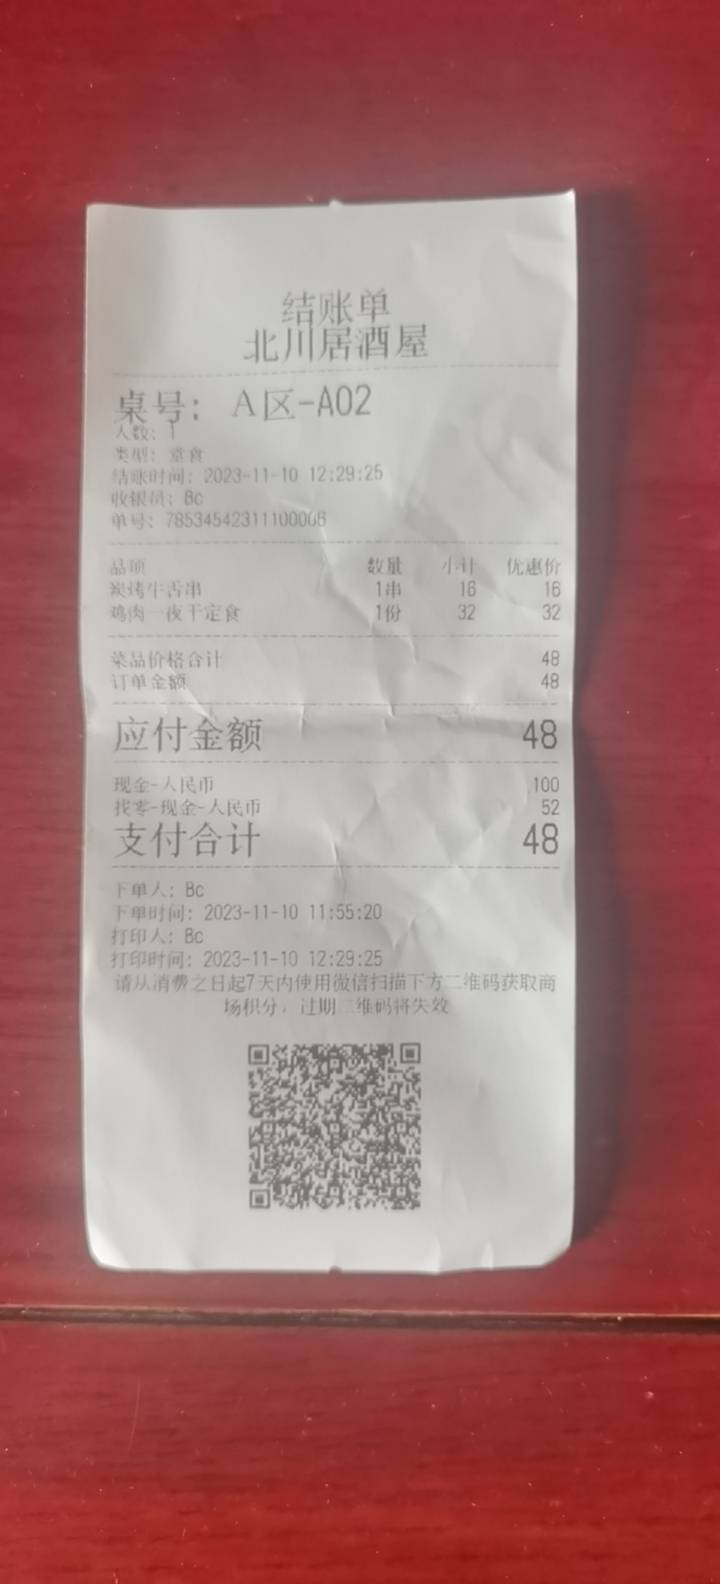 结账单
北川居酒屋
桌号： A区-A02
人数：1
类型：堂食
结账时间：2023-11-10 12:29:25
收银员：Bc
单号：78534542311100006
品项 数量 小计 优惠价
炭烤牛舌串 1串 16 16
鸡肉一夜干定食 1份 32 32
菜品价格合计 48
订单金额 48
应付金额 48
现金-人民币 100
找零-现金-人民币 52
支付合计 48
下单人：Bc
下单时间：2023-11-10 11:55:20
打印人：Bc
打印时间：2023-11-10 12:29:25
请从消费之日起7天内使用微信扫描下方二维码获取商
场积分，过期二维码将失效